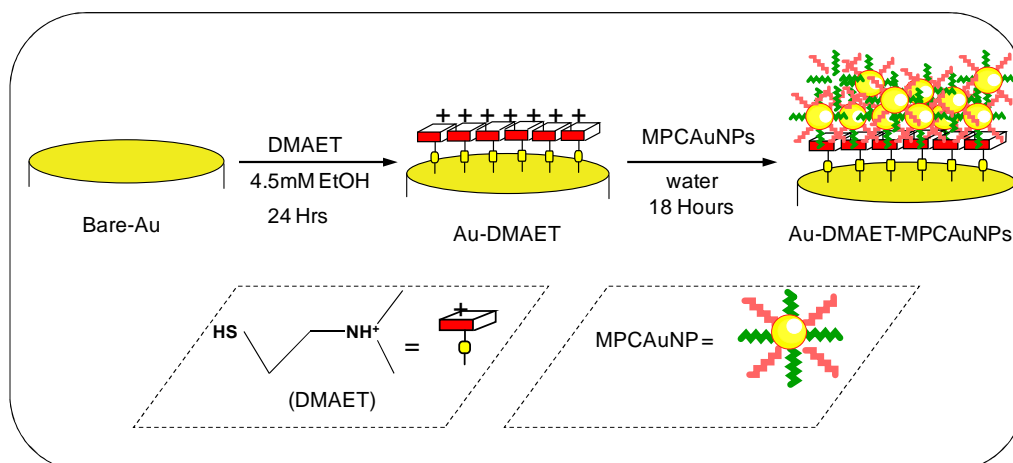 + + + + + + +
DMAET
4.5mM EtOH
24 Hrs
MPCAuNPs
water
18 Hours
Bare-Au
Au-DMAET
Au-DMAET-MPCAuNPs
HS
NH+
=
+
(DMAET)
MPCAuNP =